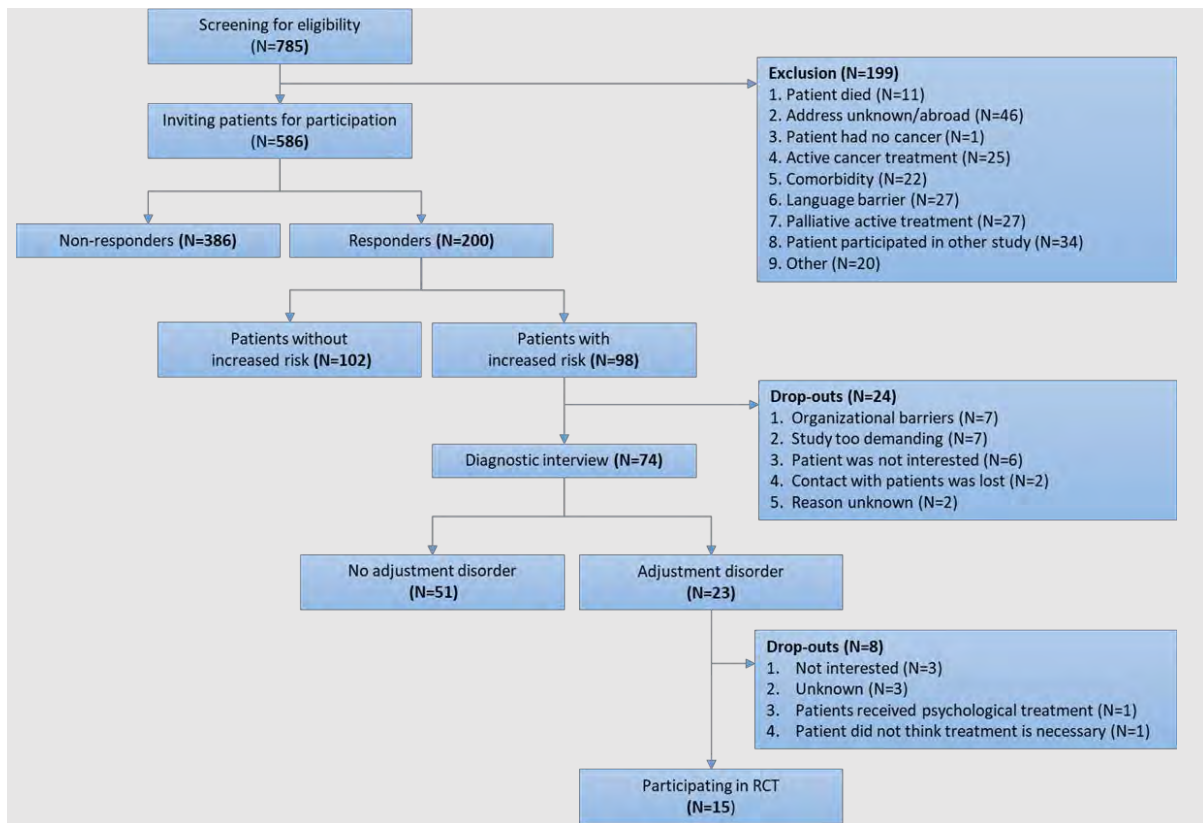 Screening for eligibility
(N=785)
Exclusion (N=199)
1. Patient died (N=11)
2. Address unknown/abroad (N=46)
3. Patient had no cancer (N=1)
4. Active cancer treatment (N=25)
5. Comorbidity (N=22)
6. Language barrier (N=27)
7. Palliative active treatment (N=27)
8. Patient participated in other study (N=34)
9. Other (N=20)
Inviting patients for participation
(N=586)
Non-responders (N=386)
Responders (N=200)
Patients without
increased risk (N=102)
Patients with
increased risk (N=98)
Drop-outs (N=24)
1. Organizational barriers (N=7)
2. Study too demanding (N=7)
3. Patient was not interested (N=6)
4. Contact with patients was lost (N=2)
5. Reason unknown (N=2)
Diagnostic interview (N=74)
No adjustment disorder
(N=51)
Adjustment disorder
(N=23)
Drop-outs (N=8)
1. Not interested (N=3)
2. Unknown (N=3)
3. Patients received psychological treatment (N=1)
4. Patient did not think treatment is necessary (N=1)
Participating in RCT
(N=15)